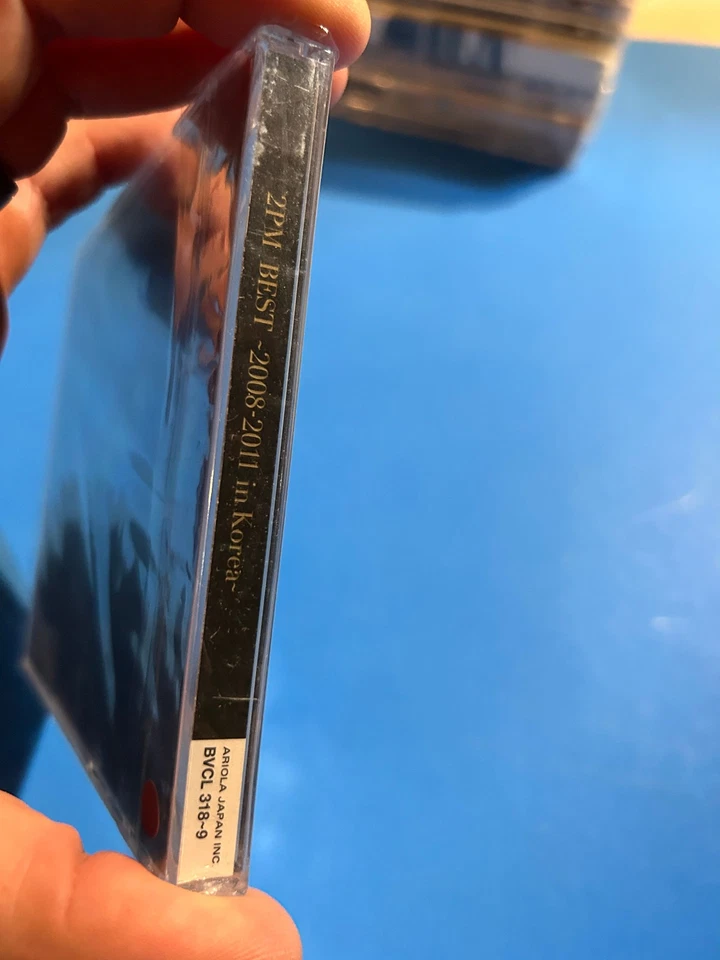 2PM BEST ~2008-2011 in Korea~
ARIOLA JAPAN INC.
BVCL 318~9